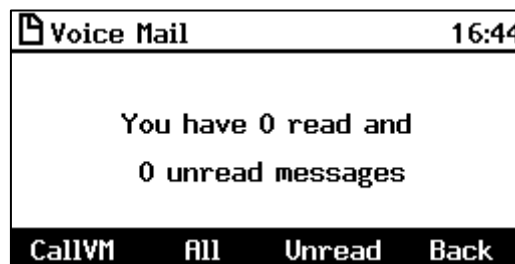 Voice Mail 16:44
You have 0 read and
0 unread messages
CallVM All Unread Back